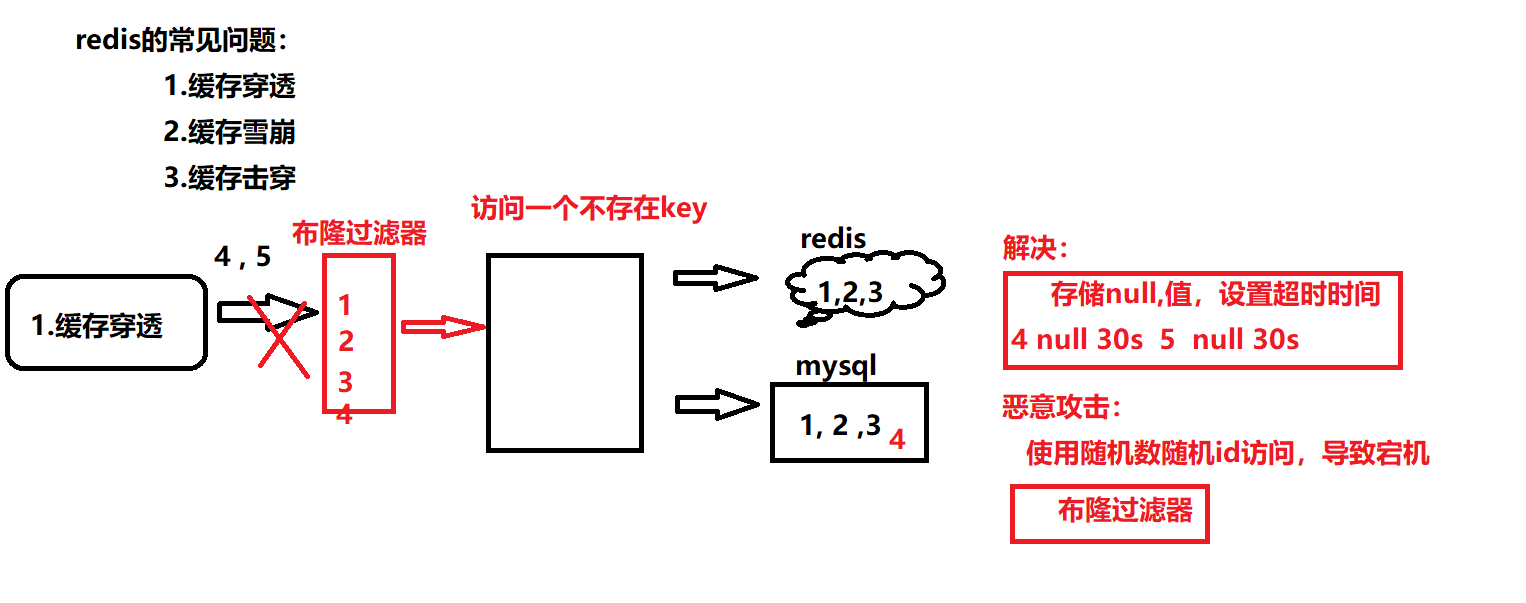 redis的常见问题：
1.缓存穿透
2.缓存雪崩
3.缓存击穿
访问一个不存在key
布隆过滤器
4 , 5
1.缓存穿透
1
2
3
4
redis
1,2,3
mysql
1, 2 ,3
4
解决：
存储null,值，设置超时时间
4 null 30s 5 null 30s
恶意攻击：
使用随机数随机id访问，导致宕机
布隆过滤器